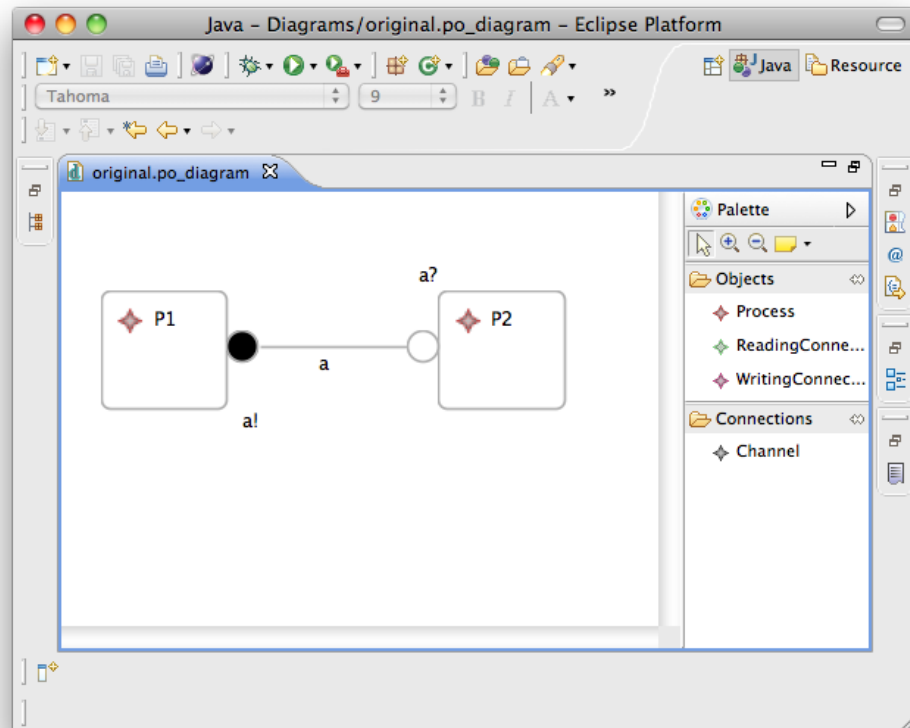 Java – Diagrams/original.po_diagram – Eclipse Platform
Java
Resource
Tahoma
9
B
I
A
»
original.po_diagram
Palette
Objects
Process
ReadingConne...
WritingConnec...
Connections
Channel
a?
P1
P2
a
a!